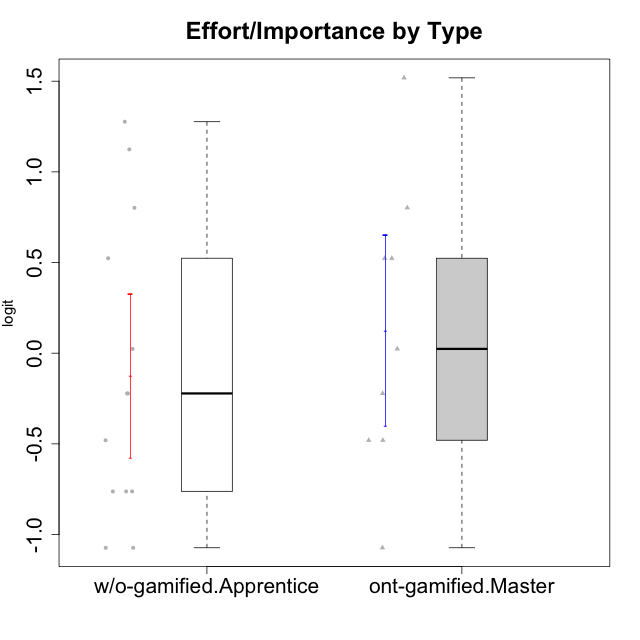 Effort/Importance by Type
logit
1.5
1.0
0.5
0.0
-0.5
-1.0
w/o-gamified.Apprentice
ont-gamified.Master